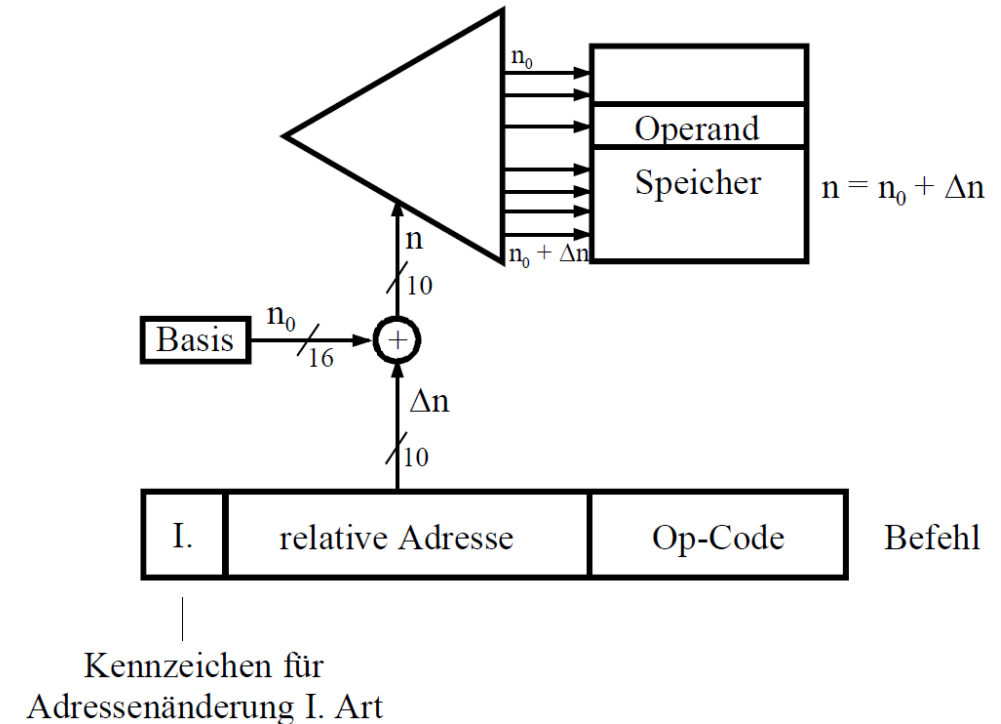 n₀
Operand
Speicher
n = n₀ + Δn
n
n₀ + Δn
10
n₀
Basis
+
16
Δn
10
I.
relative Adresse
Op-Code
Befehl
Kennzeichen für
Adressenänderung I. Art